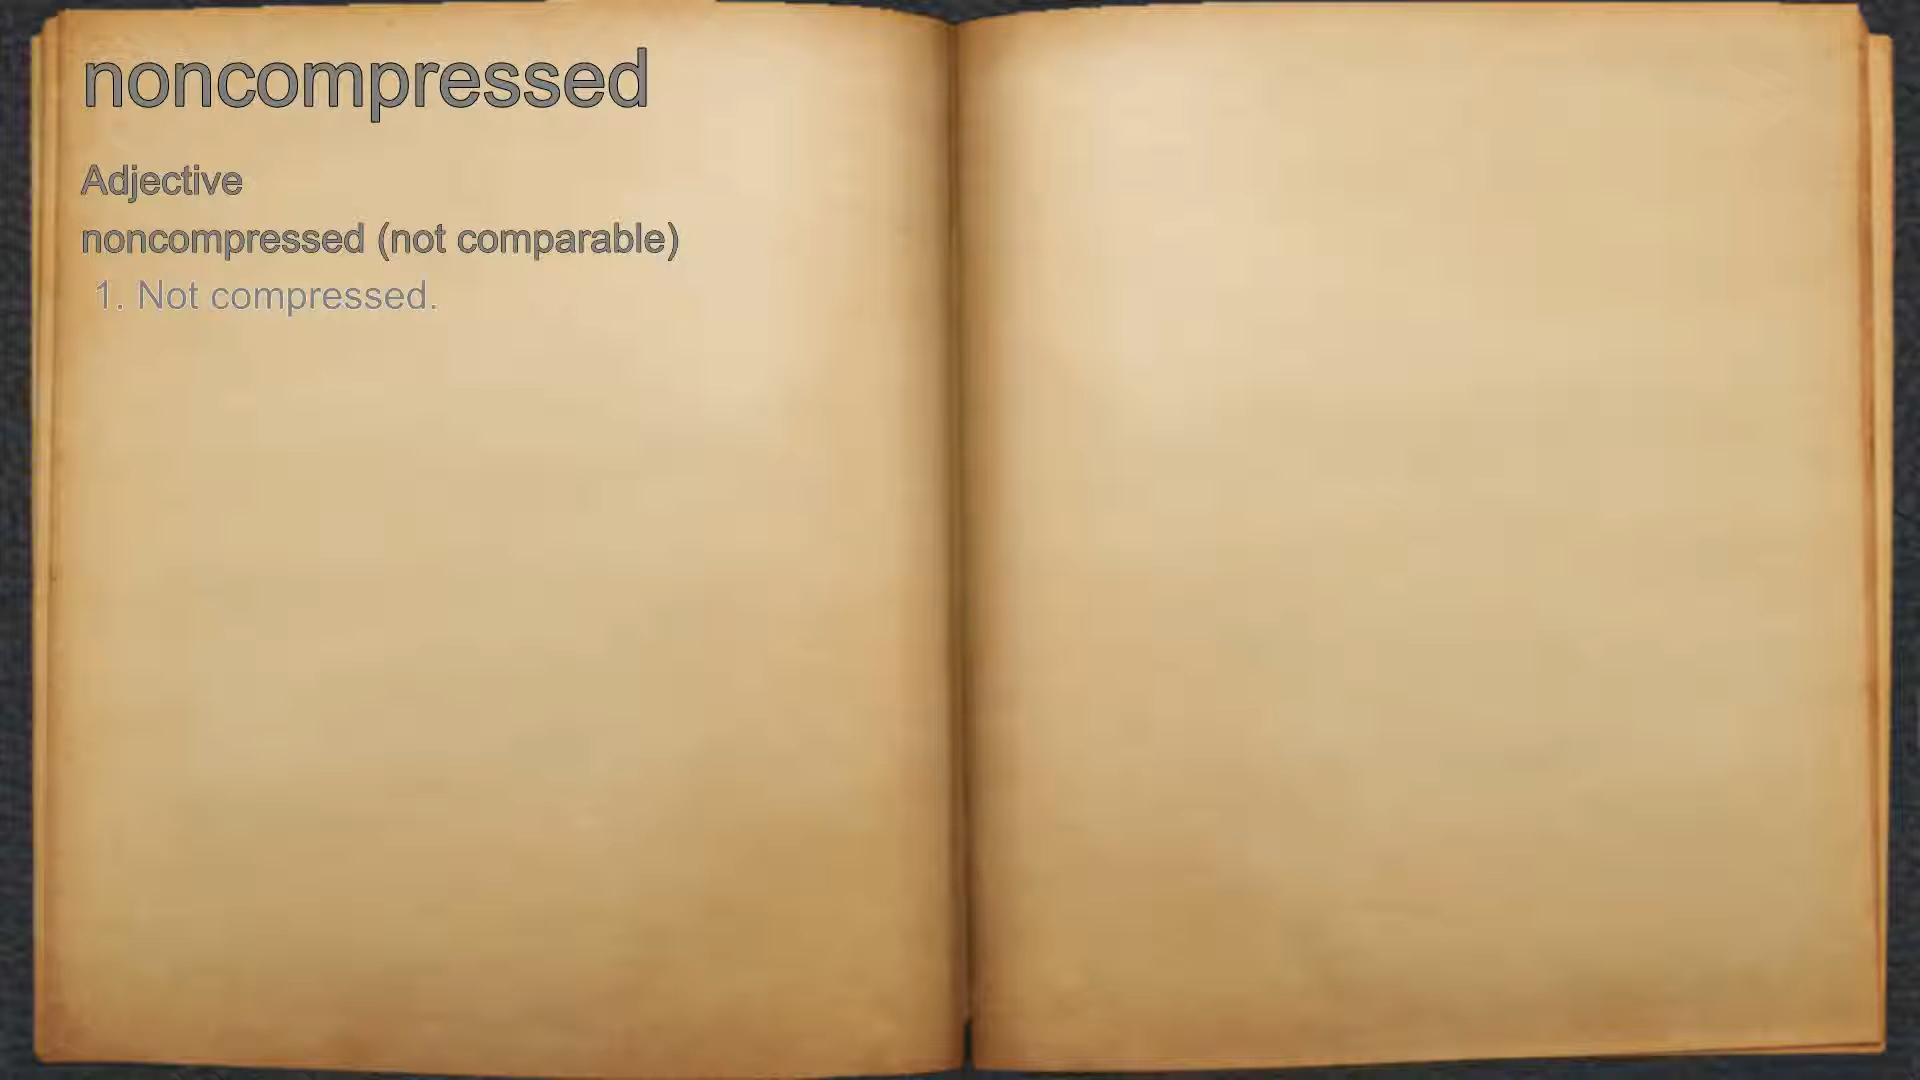 noncompressed
Adjective
noncompressed (not comparable)
1. Not compressed.